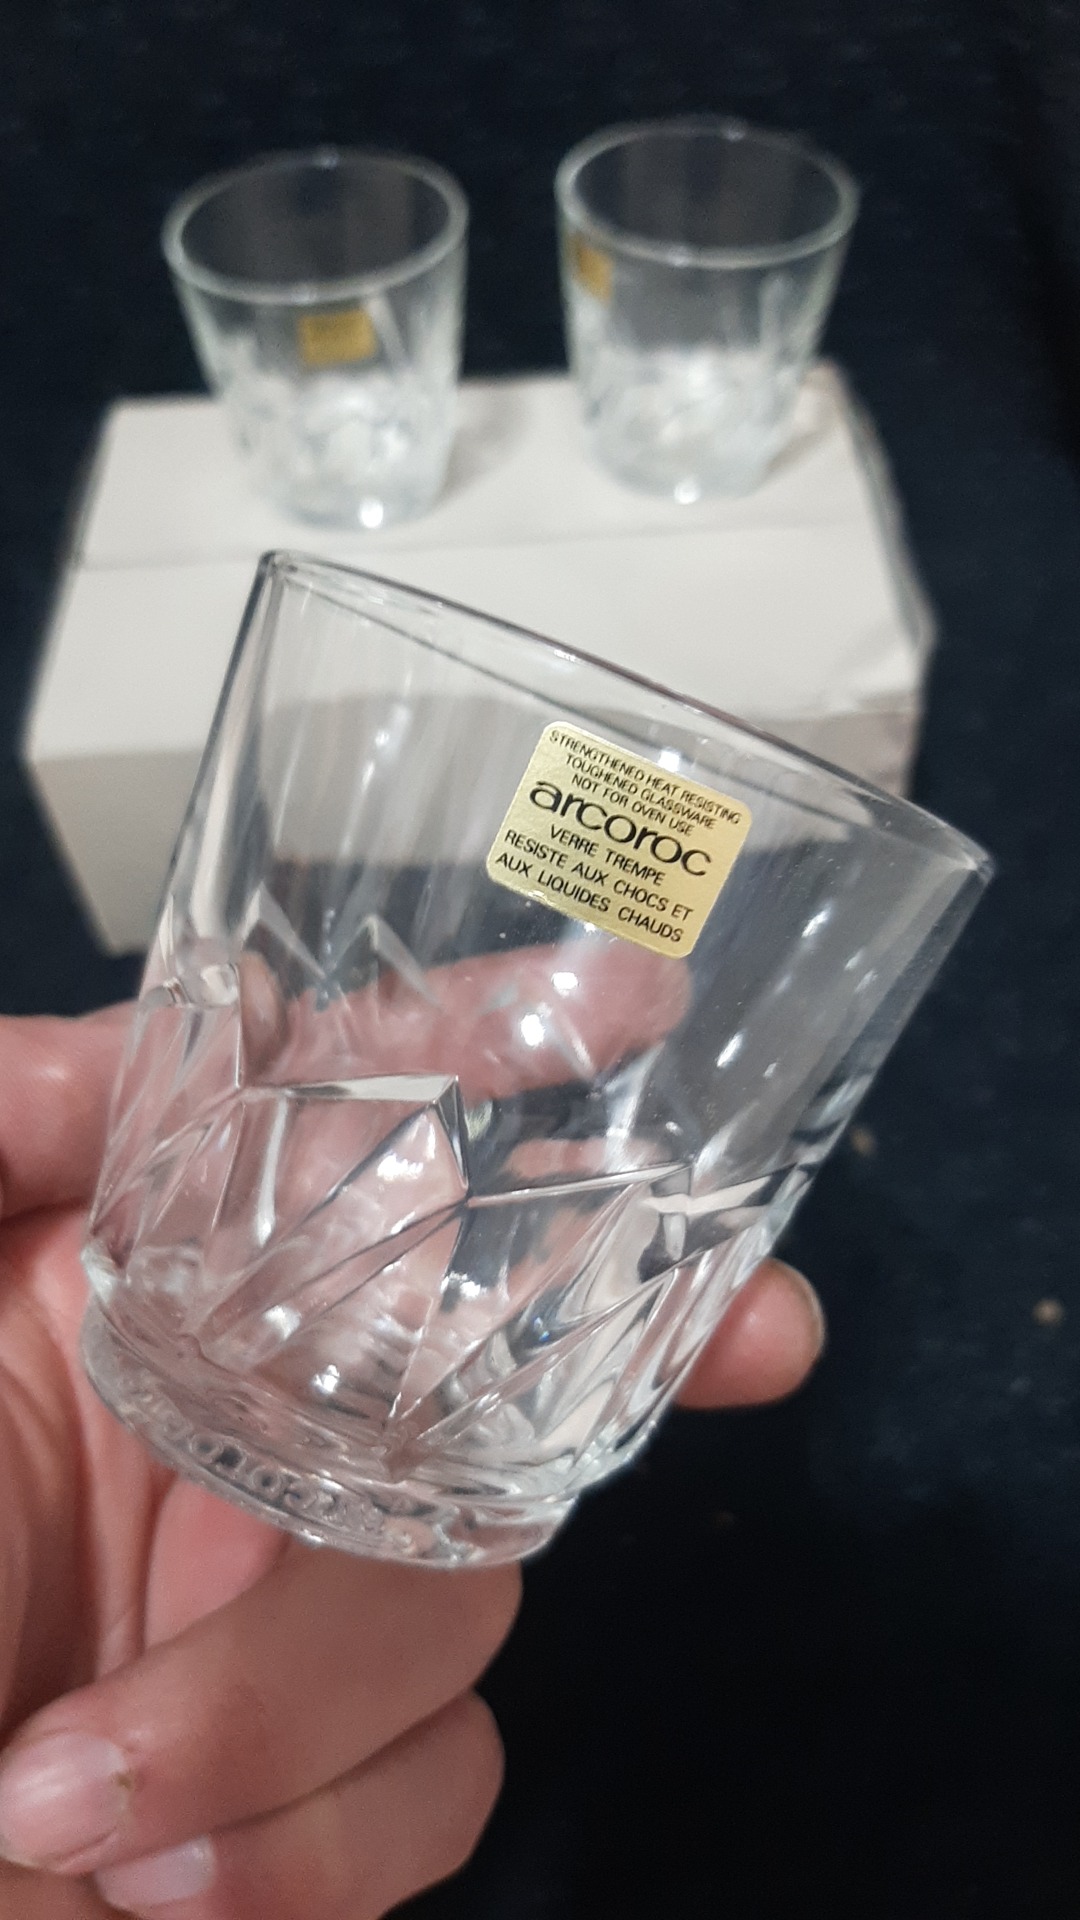 STRENGTHENED HEAT RESISTING
TOUGHENED GLASSWARE
NOT FOR OVEN USE
arcoroc
VERRE TREMPE
RESISTE AUX CHOCS ET
AUX LIQUIDES CHAUDS